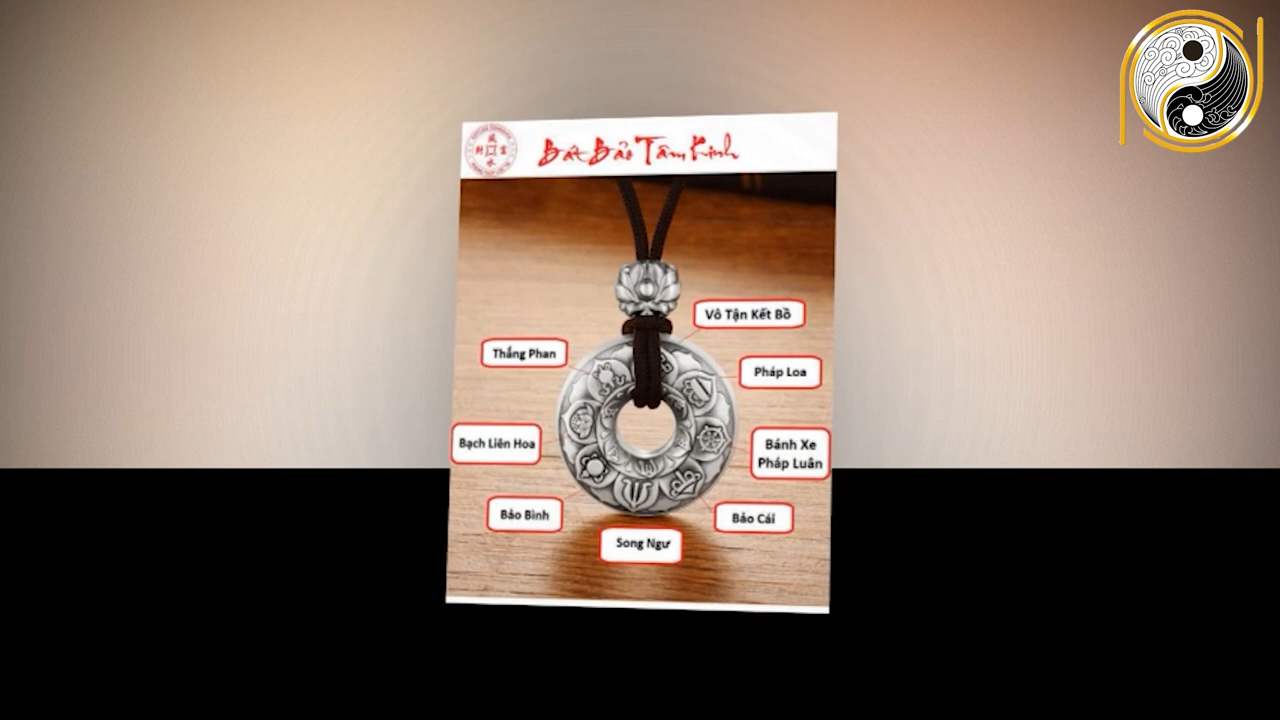 Bát Bảo Tâm Kinh
Vô Tận Kết Bồ
Thắng Phan
Pháp Loa
Bạch Liên Hoa
Bánh Xe
Pháp Luân
Bảo Bình
Bảo Cái
Song Ngư